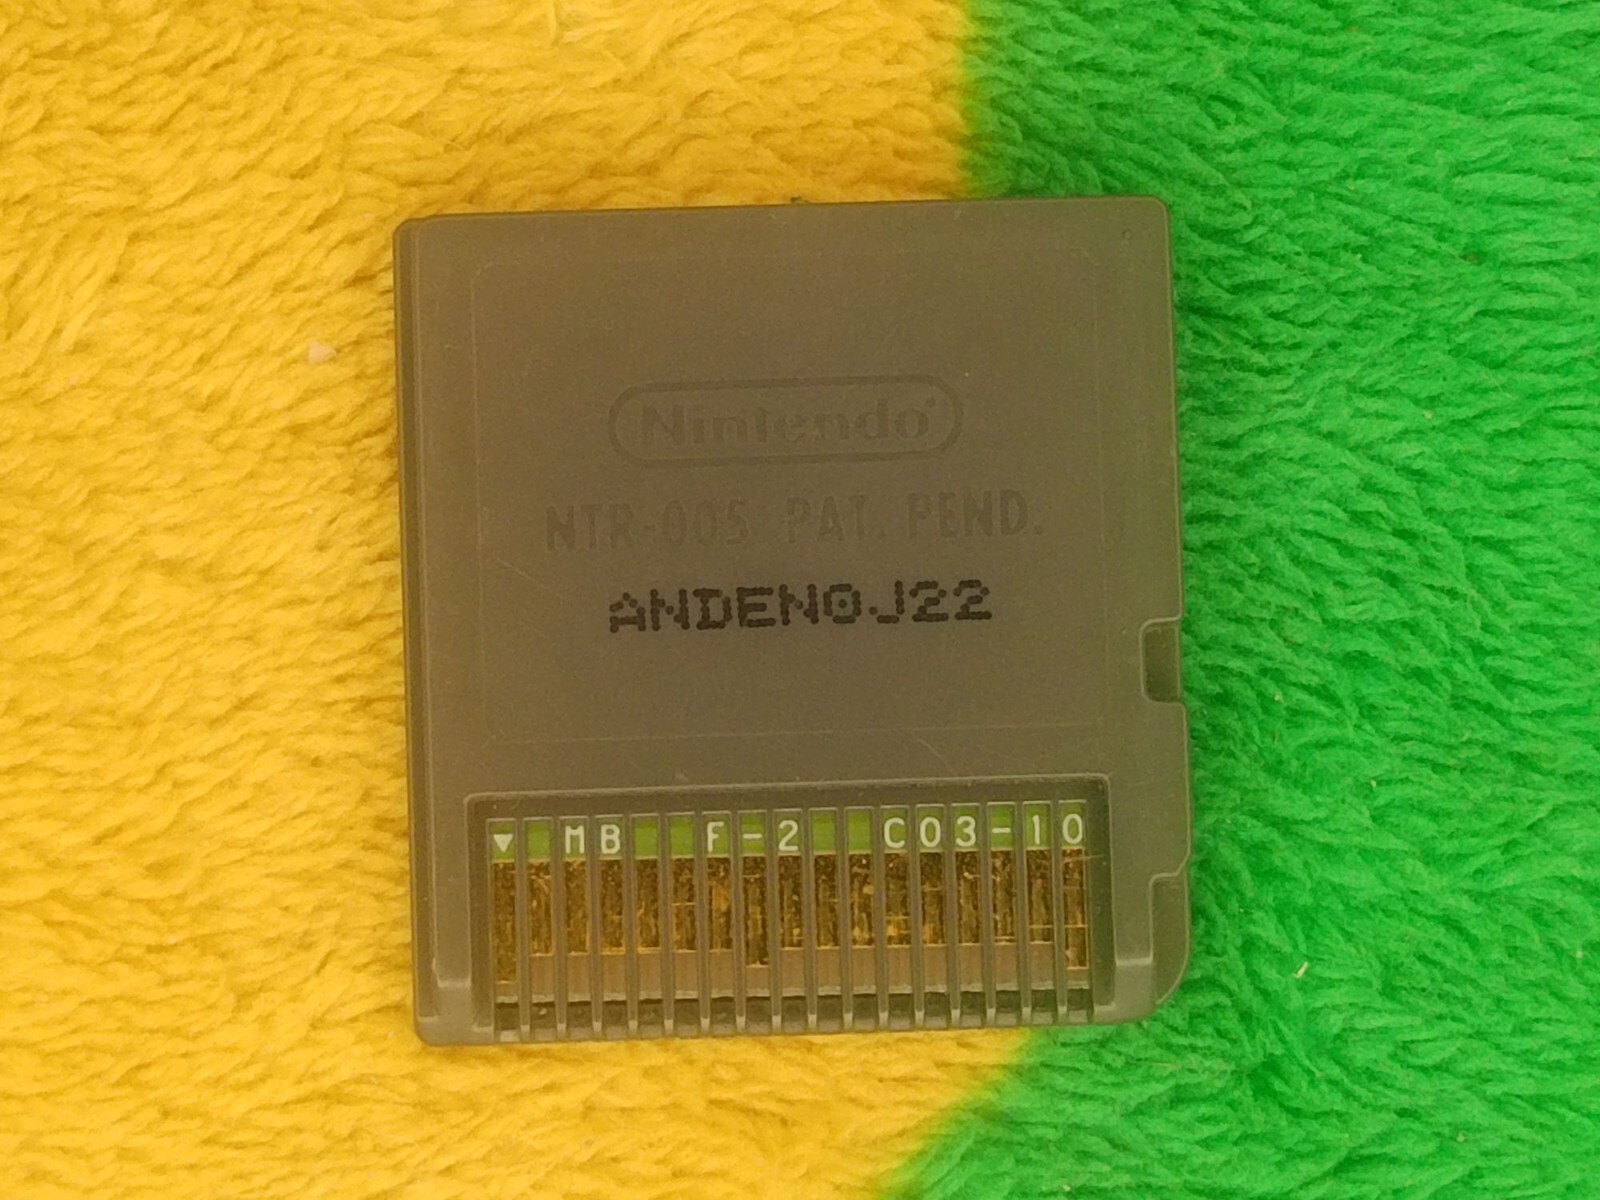 Nintendo
NTR-005 PAT. PEND.
ANDEN0J22
▼ MB F-2 C03-10